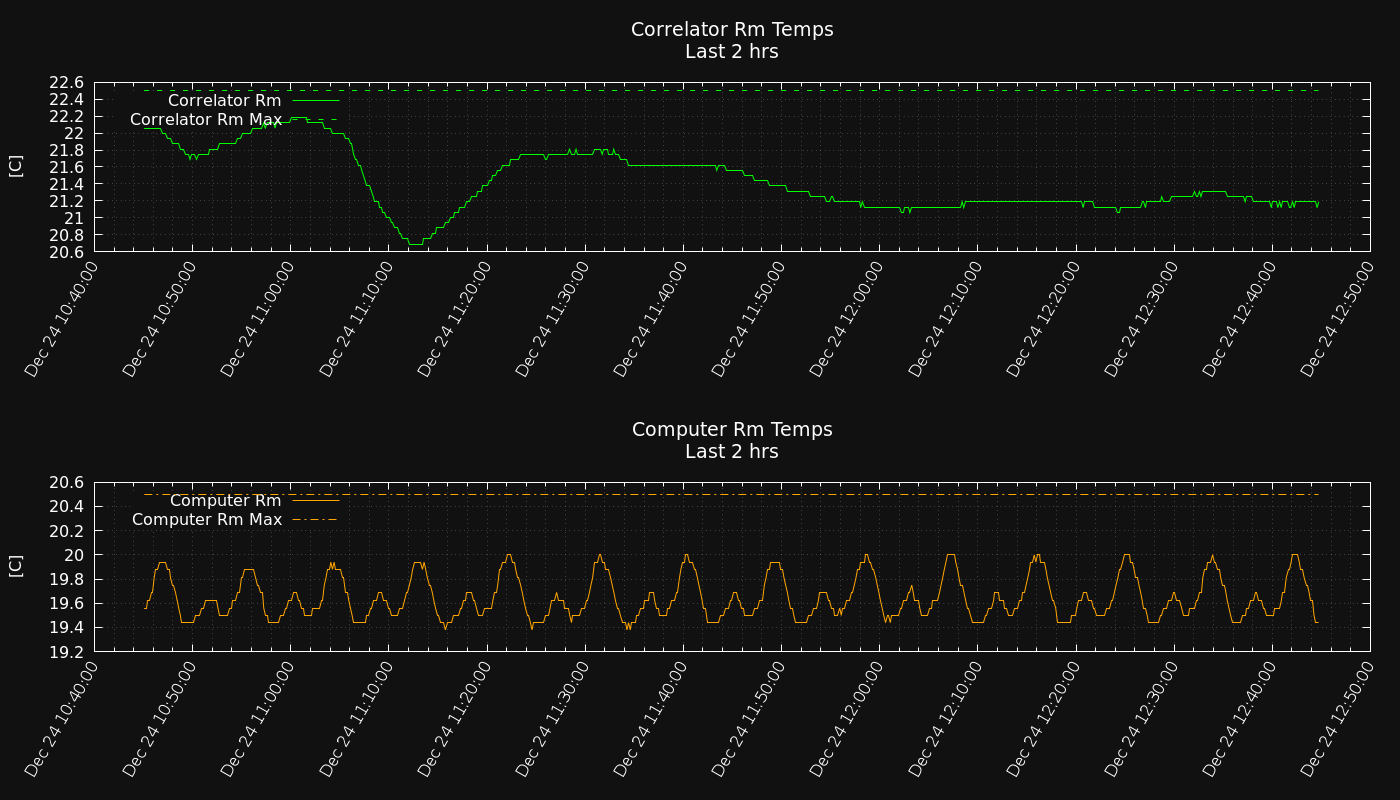 Correlator Rm Temps
Last 2 hrs
[C]
22.6
22.4
22.2
22
21.8
21.6
21.4
21.2
21
20.8
20.6
Correlator Rm
Correlator Rm Max
Dec 24 10:40:00
Dec 24 10:50:00
Dec 24 11:00:00
Dec 24 11:10:00
Dec 24 11:20:00
Dec 24 11:30:00
Dec 24 11:40:00
Dec 24 11:50:00
Dec 24 12:00:00
Dec 24 12:10:00
Dec 24 12:20:00
Dec 24 12:30:00
Dec 24 12:40:00
Dec 24 12:50:00
Computer Rm Temps
Last 2 hrs
[C]
20.6
20.4
20.2
20
19.8
19.6
19.4
19.2
Computer Rm
Computer Rm Max
Dec 24 10:40:00
Dec 24 10:50:00
Dec 24 11:00:00
Dec 24 11:10:00
Dec 24 11:20:00
Dec 24 11:30:00
Dec 24 11:40:00
Dec 24 11:50:00
Dec 24 12:00:00
Dec 24 12:10:00
Dec 24 12:20:00
Dec 24 12:30:00
Dec 24 12:40:00
Dec 24 12:50:00